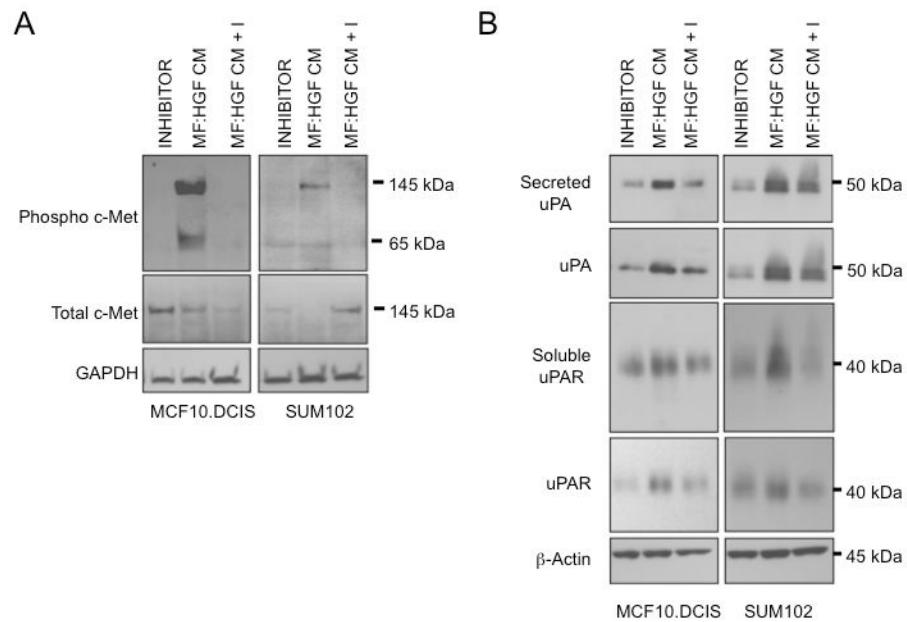 A
INHIBITOR
MF:HGF CM
MF:HGF CM + I
INHIBITOR
MF:HGF CM
MF:HGF CM + I
Phospho c-Met
145 kDa
65 kDa
Total c-Met
145 kDa
GAPDH
MCF10.DCIS
SUM102
B
INHIBITOR
MF:HGF CM
MF:HGF CM + I
INHIBITOR
MF:HGF CM
MF:HGF CM + I
Secreted
uPA
50 kDa
uPA
50 kDa
Soluble
uPAR
40 kDa
uPAR
40 kDa
β-Actin
45 kDa
MCF10.DCIS
SUM102